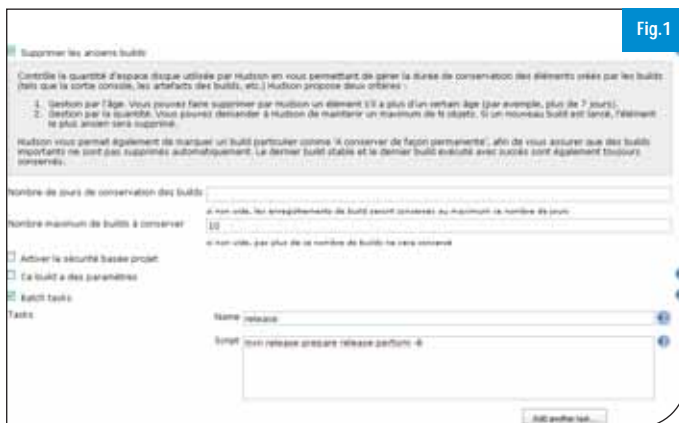 Fig.1
Supprimer les anciens builds
Contrôle la quantité d'espace disque utilisée par Hudson en vous permettant de gérer la durée de conservation des éléments créés par les builds
(tels que la sortie console, les artefacts des builds, etc.) Hudson propose deux critères :
1. Gestion par l'âge. Vous pouvez faire supprimer par Hudson un élément s'il a plus d'un certain âge (par exemple, plus de 7 jours).
2. Gestion par la quantité. Vous pouvez demander à Hudson de maintenir un maximum de N objets. Si un nouveau build est lancé, l'élément
le plus ancien sera supprimé.
Hudson vous permet également de marquer un build particulier comme 'A conserver de façon permanente', afin de vous assurer que des builds
importants ne sont pas supprimés automatiquement. Le dernier build stable et le dernier build exécuté avec succès sont également toujours
conservés.
Nombre de jours de conservation des builds
si non vide, les enregistrements de build seront conservés au maximum ce nombre de jours
Nombre maximum de builds à conserver
10
si non vide, pas plus de ce nombre de builds ne sera conservé
Activer la sécurité basée projet
Ce build a des paramètres
Batch tasks
Tasks
Name release
Script mvn release:prepare release:perform -B
Add another task...